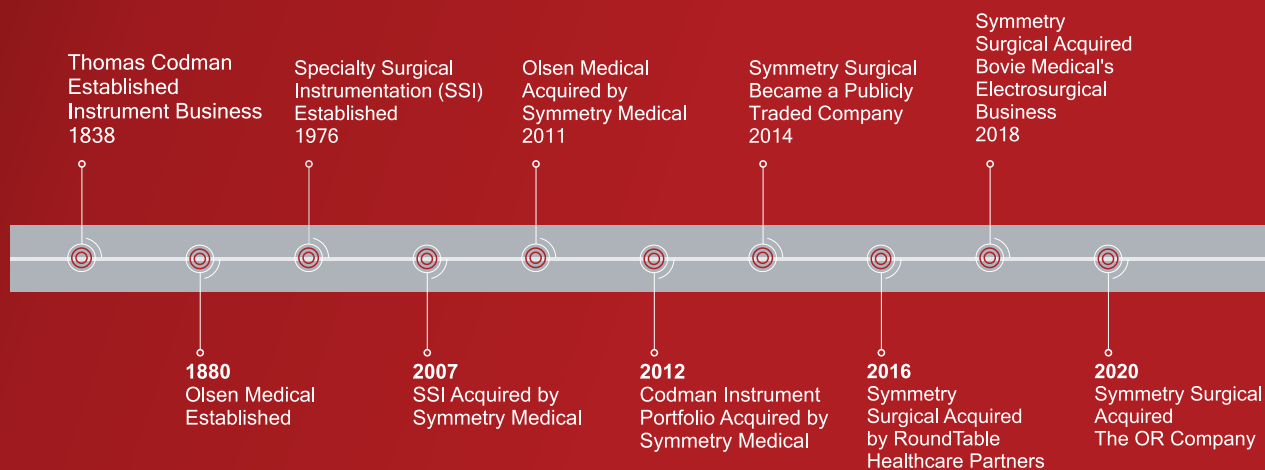 Thomas Codman
Established
Instrument Business
1838
1880
Olsen Medical
Established
Specialty Surgical
Instrumentation (SSI)
Established
1976
2007
SSI Acquired by
Symmetry Medical
Olsen Medical
Acquired by
Symmetry Medical
2011
2012
Codman Instrument
Portfolio Acquired by
Symmetry Medical
Symmetry Surgical
Became a Publicly
Traded Company
2014
2016
Symmetry
Surgical Acquired
by RoundTable
Healthcare Partners
Symmetry
Surgical Acquired
Bovie Medical's
Electrosurgical
Business
2018
2020
Symmetry Surgical
Acquired
The OR Company